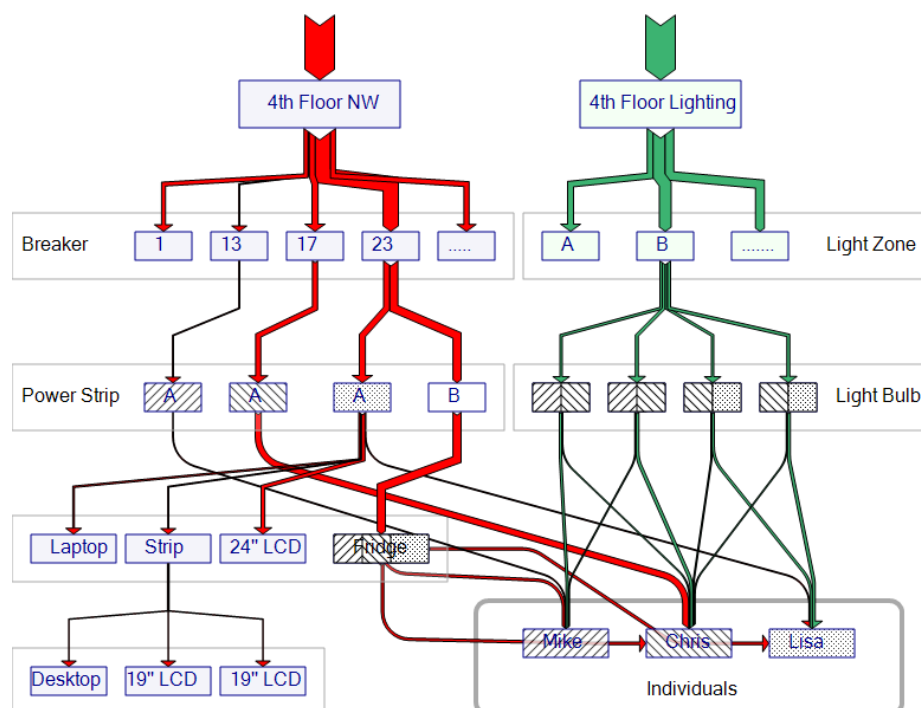 4th Floor NW
4th Floor Lighting
Breaker
1
13
17
23
.....
A
B
.......
Light Zone
Power Strip
A
A
A
B
Light Bulb
Laptop
Strip
24" LCD
Fridge
Mike
Chris
Lisa
Desktop
19" LCD
19" LCD
Individuals